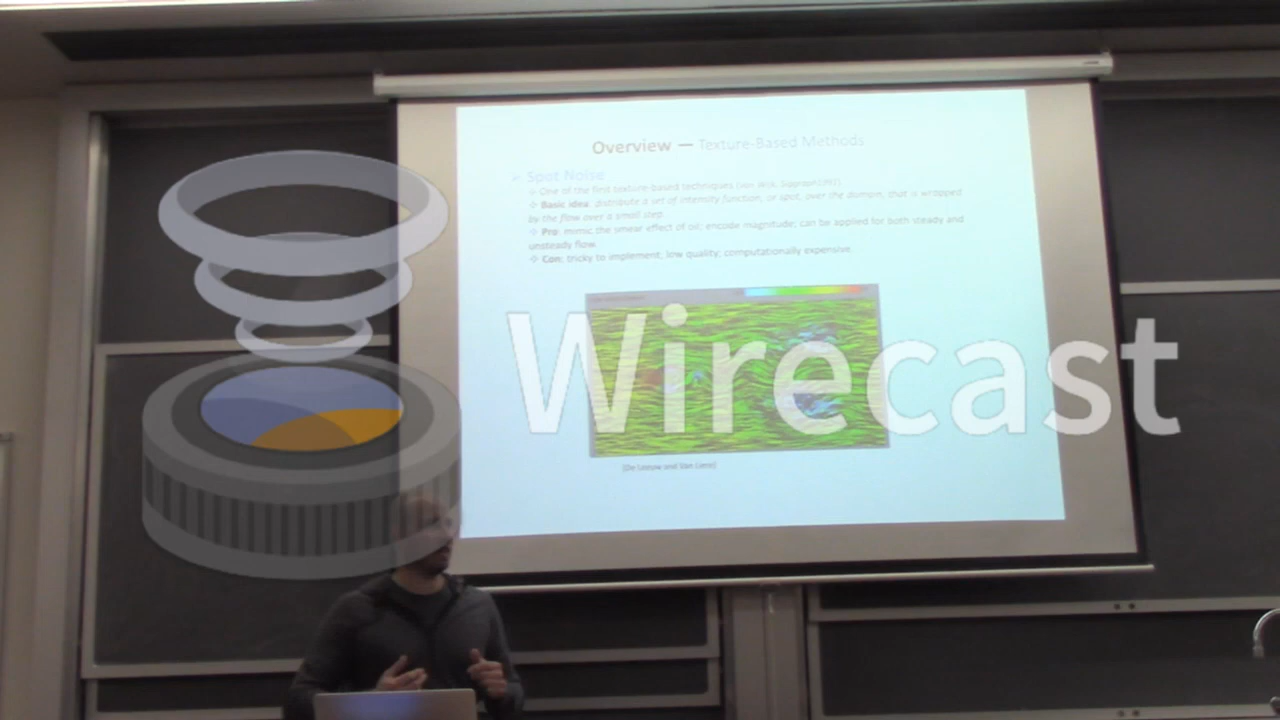 Overview — Texture-Based Methods
Spot Noise
One of the first texture-based techniques (Van Wijk, Siggraph1991).
Basic idea: distribute a set of intensity function, or spot, over the domain, that is wrapped
by the flow over a small step.
Pro: mimic the smear effect of oil; encode magnitude; can be applied for both steady and
unsteady flow.
Con: tricky to implement; low quality; computationally expensive.
Wirecast
[De Leeuw and Van Liere]